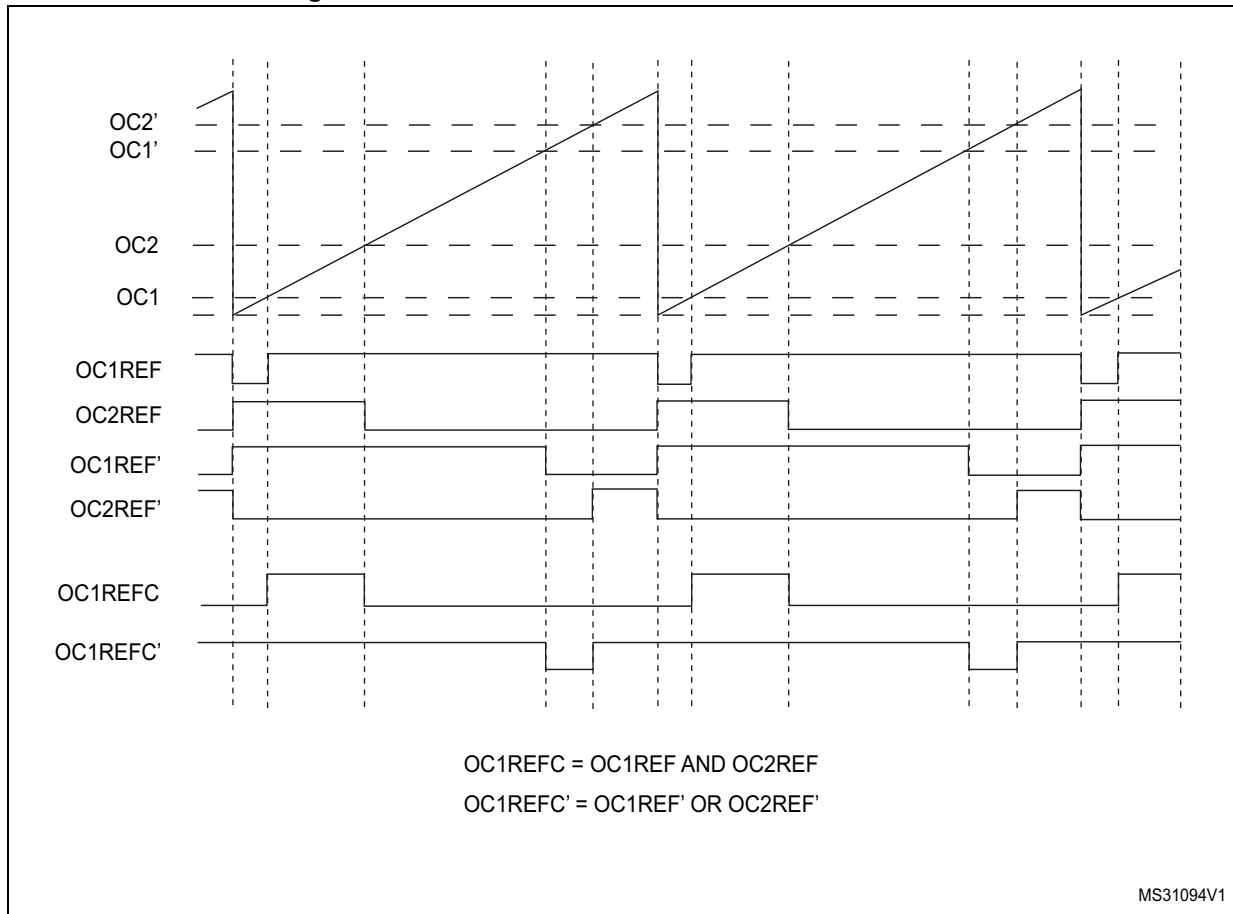 OC2’
OC1’
OC2
OC1
OC1REF
OC2REF
OC1REF’
OC2REF’
OC1REFC
OC1REFC’
OC1REFC = OC1REF AND OC2REF
OC1REFC’ = OC1REF’ OR OC2REF’
MS31094V1